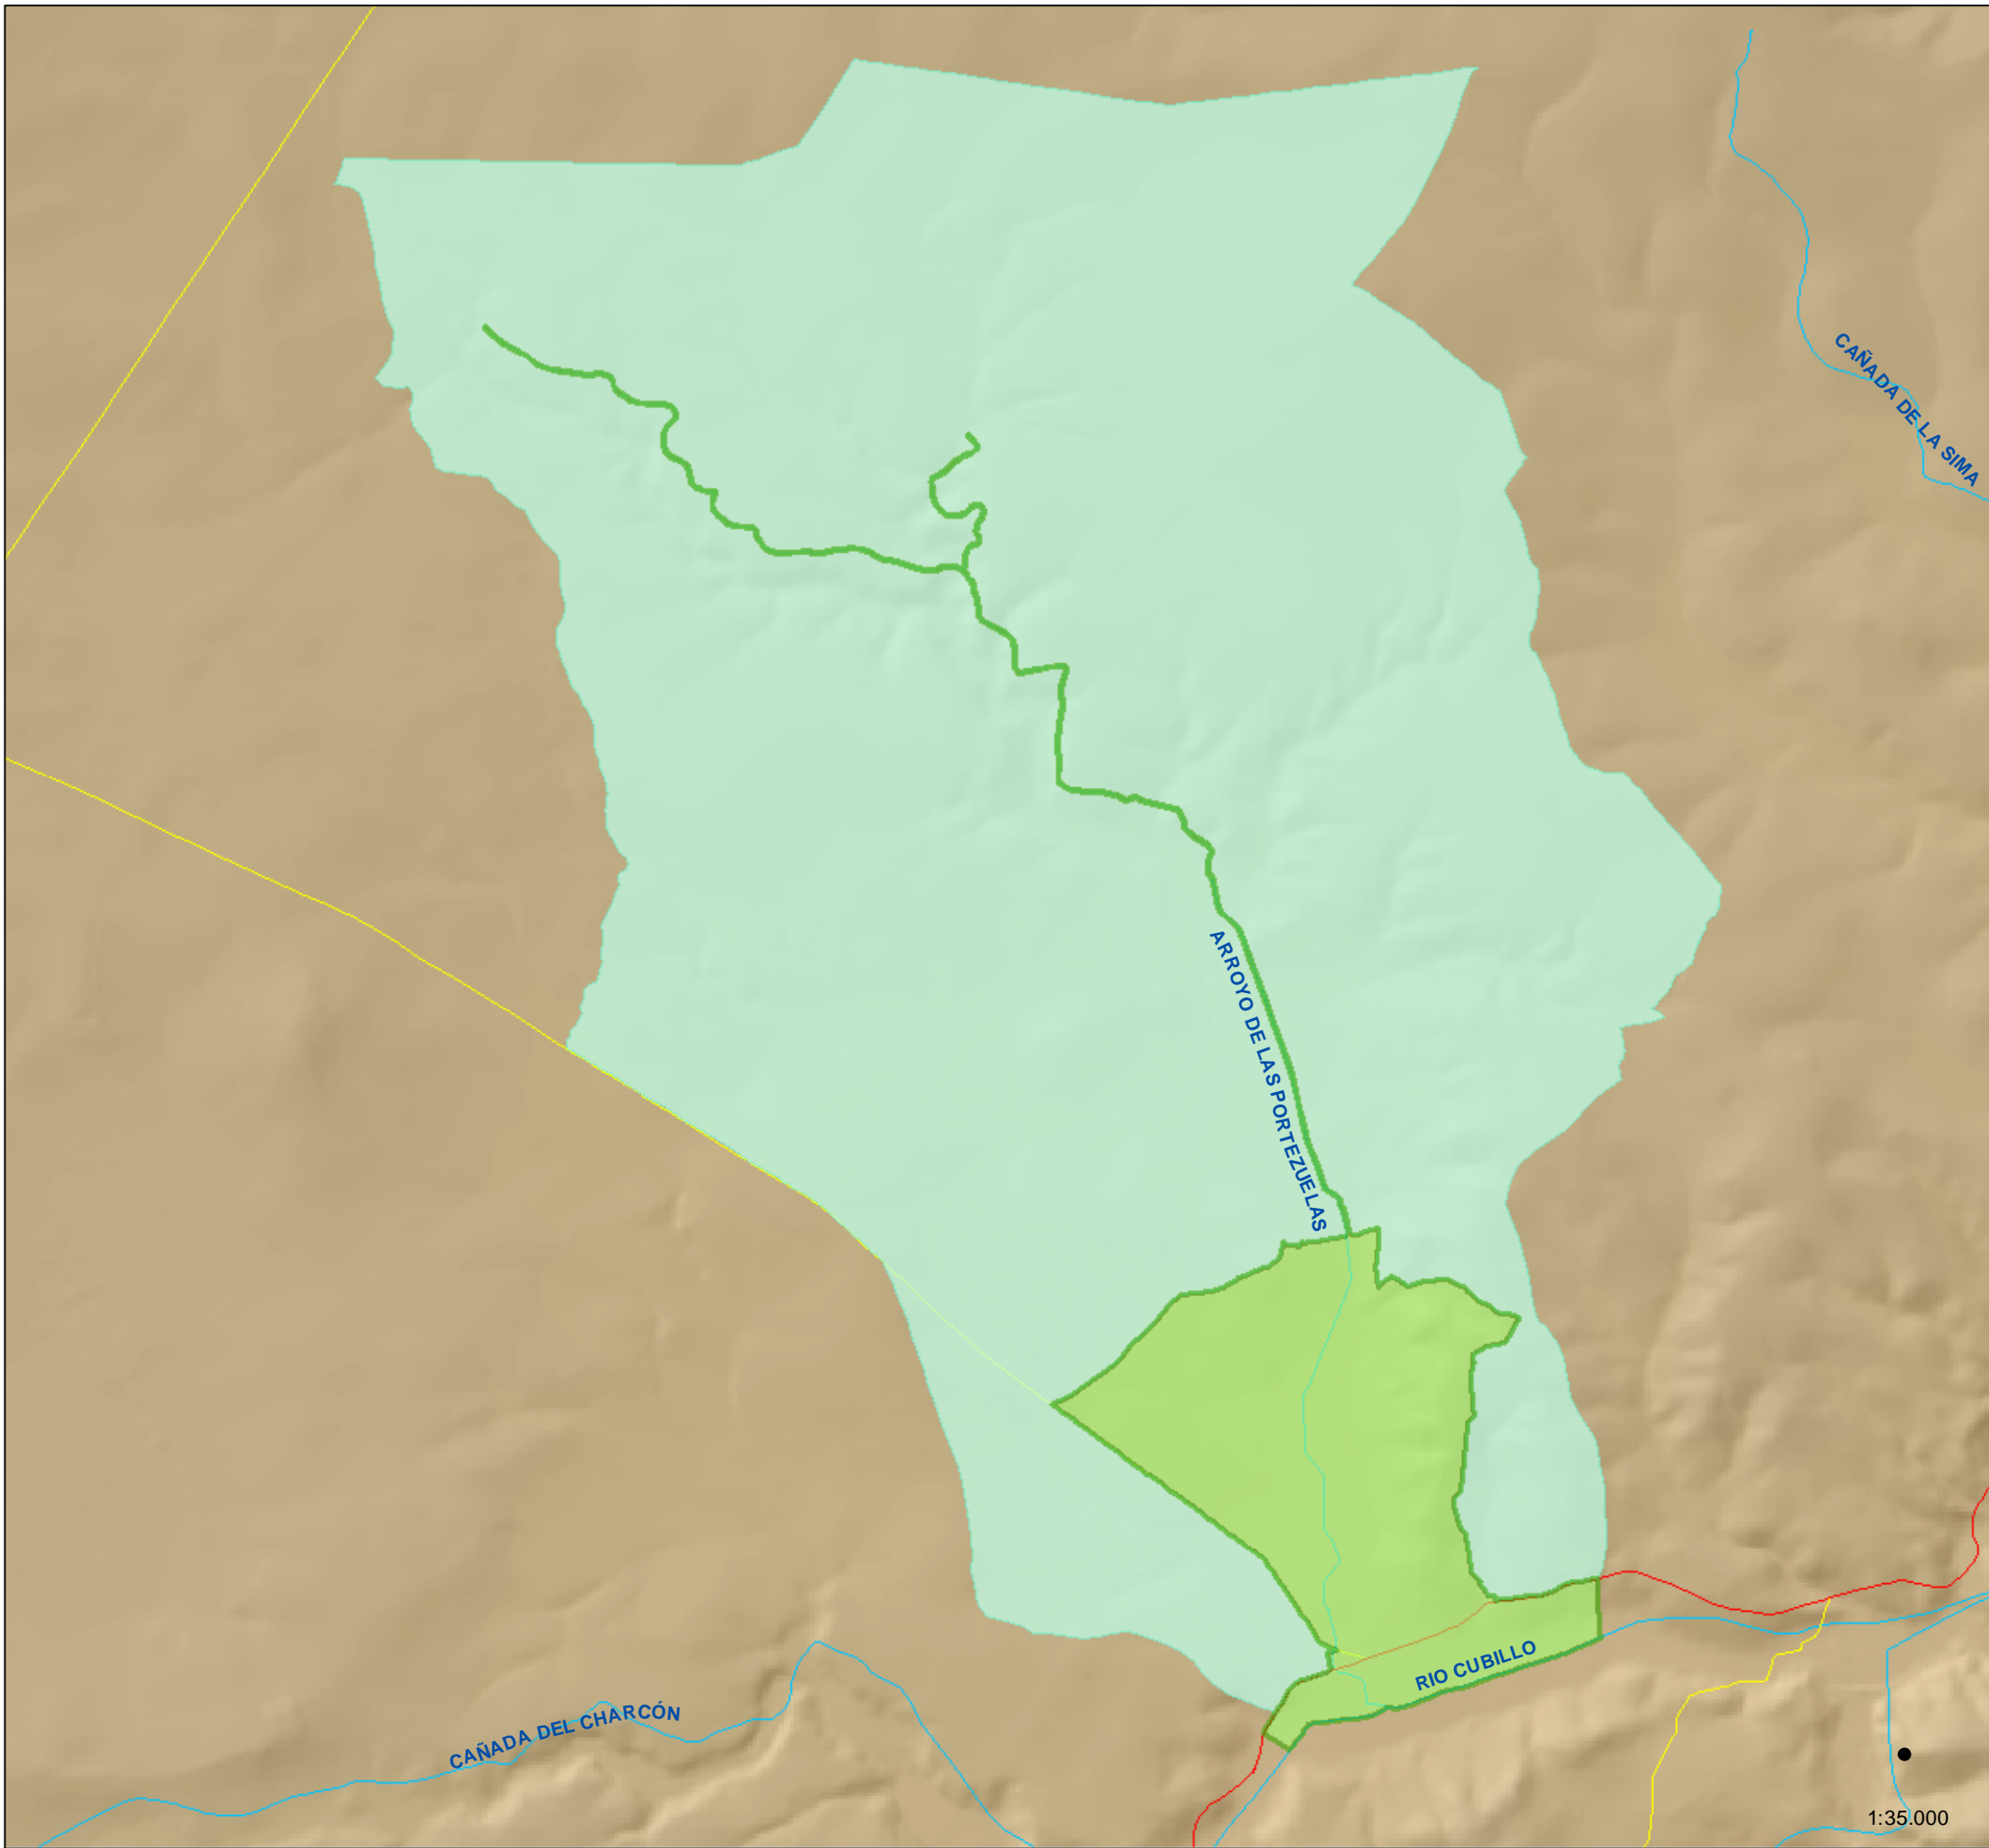 CAÑADA DE LA SIMA
ARROYO DE LAS PORTEZUELAS
RIO CUBILLO
CAÑADA DEL CHARCÓN
1:35.000